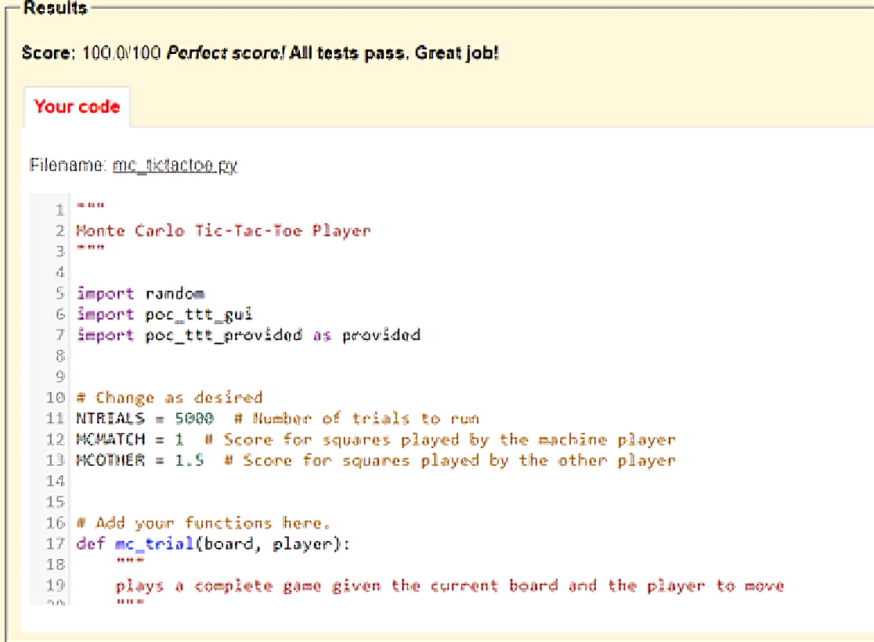 Results
Score: 100.0/100 Perfect score! All tests pass. Great job!
Your code
Filename: mc_tictactoe.py
1 """
2 Monte Carlo Tic-Tac-Toe Player
3 """
4
5 import random
6 import poc_ttt_gui
7 import poc_ttt_provided as provided
8
9
10 # Change as desired
11 NTRIALS = 5000  # Number of trials to run
12 MCMATCH = 1  # Score for squares played by the machine player
13 MCOTHER = 1.5  # Score for squares played by the other player
14
15
16 # Add your functions here.
17 def mc_trial(board, player):
18     """
19     plays a complete game given the current board and the player to move
20     """